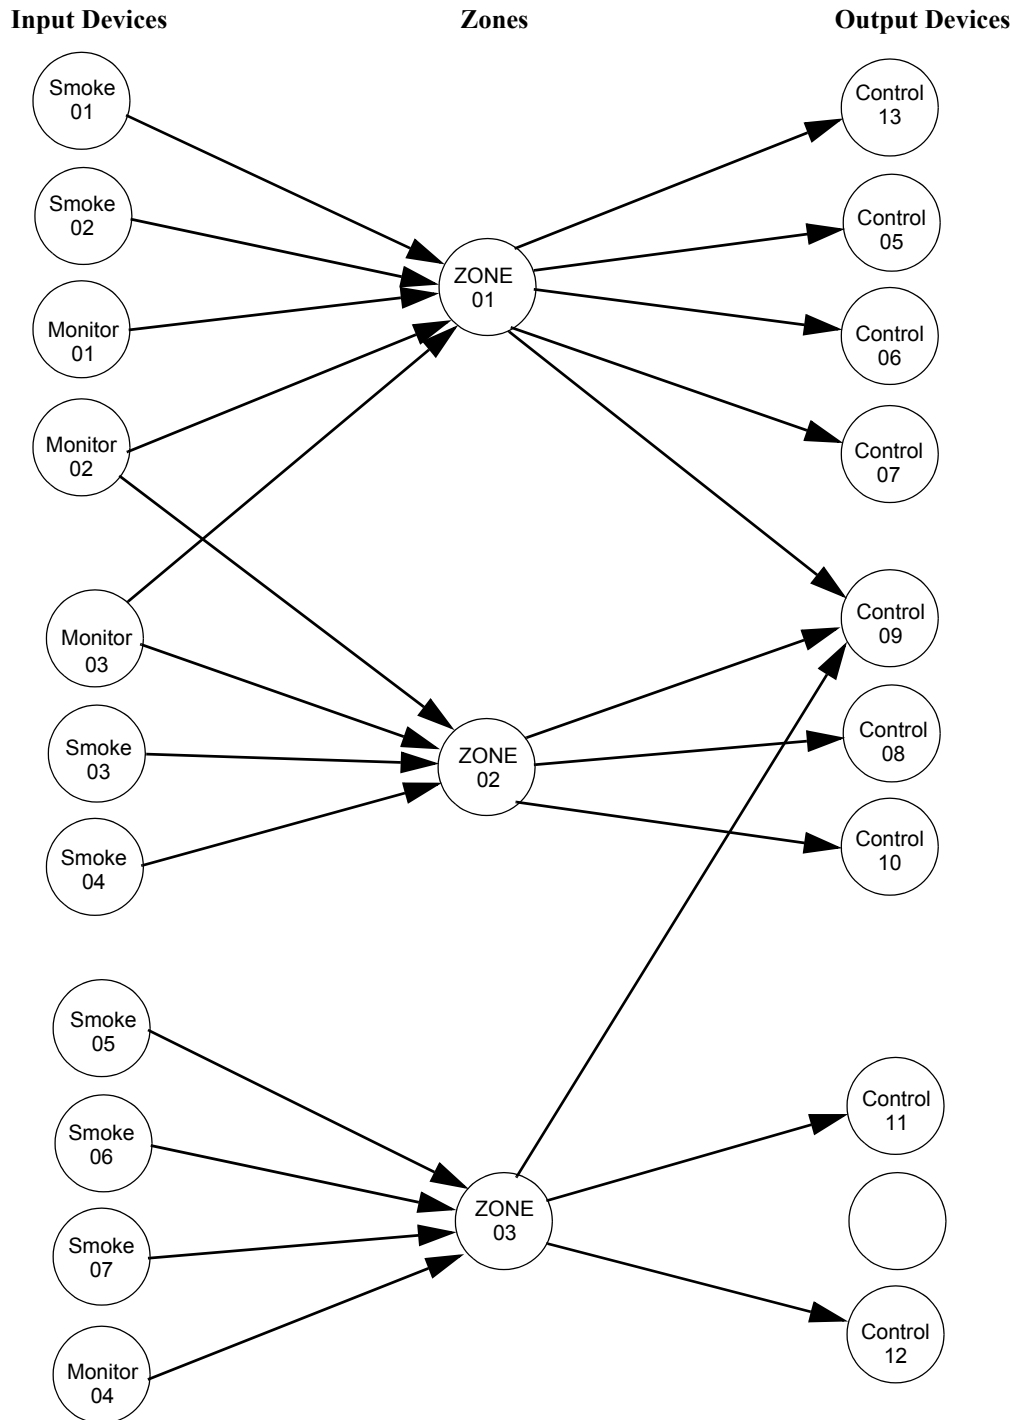 Input Devices
Zones
Output Devices
Smoke
01
Smoke
02
Monitor
01
Monitor
02
Monitor
03
Smoke
03
Smoke
04
Smoke
05
Smoke
06
Smoke
07
Monitor
04
ZONE
01
ZONE
02
ZONE
03
Control
13
Control
05
Control
06
Control
07
Control
09
Control
08
Control
10
Control
11
Control
12